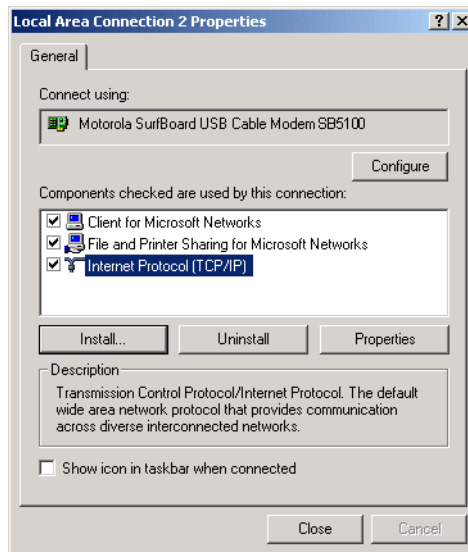 Local Area Connection 2 Properties
General
Connect using:
Motorola SurfBoard USB Cable Modem SB5100
Configure
Components checked are used by this connection:
Client for Microsoft Networks
File and Printer Sharing for Microsoft Networks
Internet Protocol (TCP/IP)
Install... Uninstall Properties
Description
Transmission Control Protocol/Internet Protocol. The default
wide area network protocol that provides communication
across diverse interconnected networks.
Show icon in taskbar when connected
Close Cancel